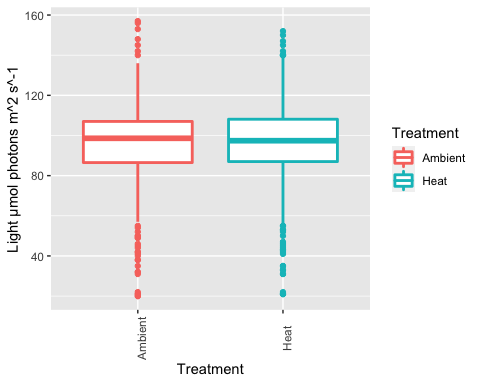 160
120
80
40
Light µmol photons m^2 s^-1
Ambient
Heat
Treatment
Treatment
Ambient
Heat